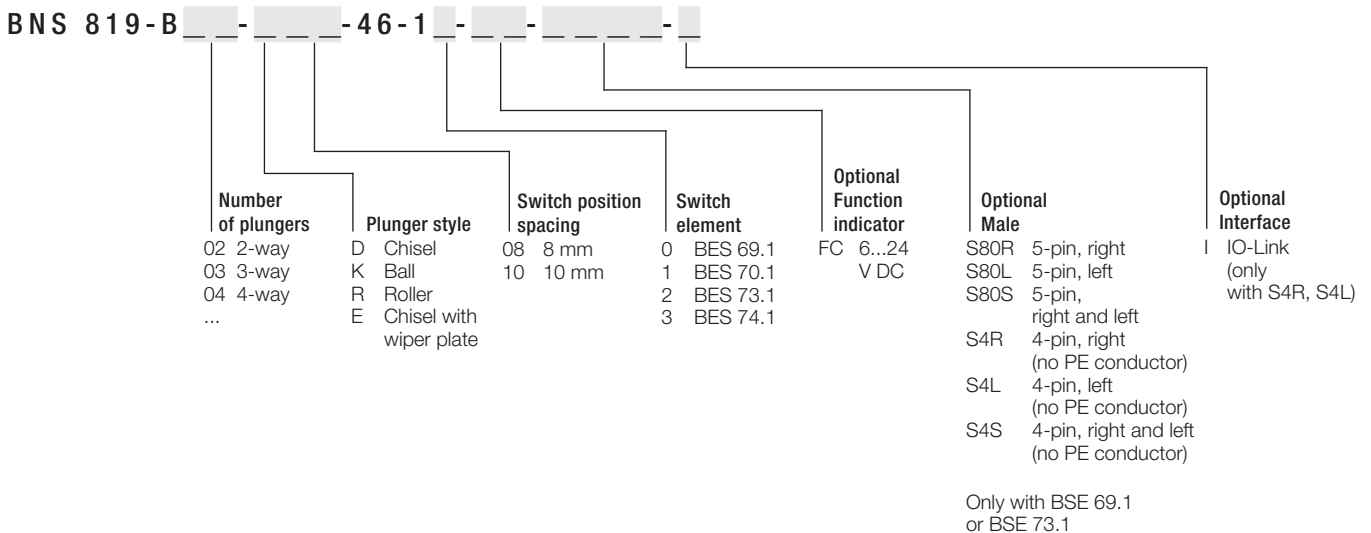 BNS 819-B_ _-_ _ _-46-1_-_ _-_ _ _ _-_
Number
of plungers
02 2-way
03 3-way
04 4-way
...
Plunger style
D Chisel
K Ball
R Roller
E Chisel with
wiper plate
Switch position
spacing
08 8 mm
10 10 mm
Switch
element
0 BES 69.1
1 BES 70.1
2 BES 73.1
3 BES 74.1
Optional
Function
indicator
FC 6...24
V DC
Optional
Male
S80R 5-pin, right
S80L 5-pin, left
S80S 5-pin,
right and left
S4R 4-pin, right
(no PE conductor)
S4L 4-pin, left
(no PE conductor)
S4S 4-pin, right and left
(no PE conductor)
Only with BSE 69.1
or BSE 73.1
Optional
Interface
I IO-Link
(only
with S4R, S4L)